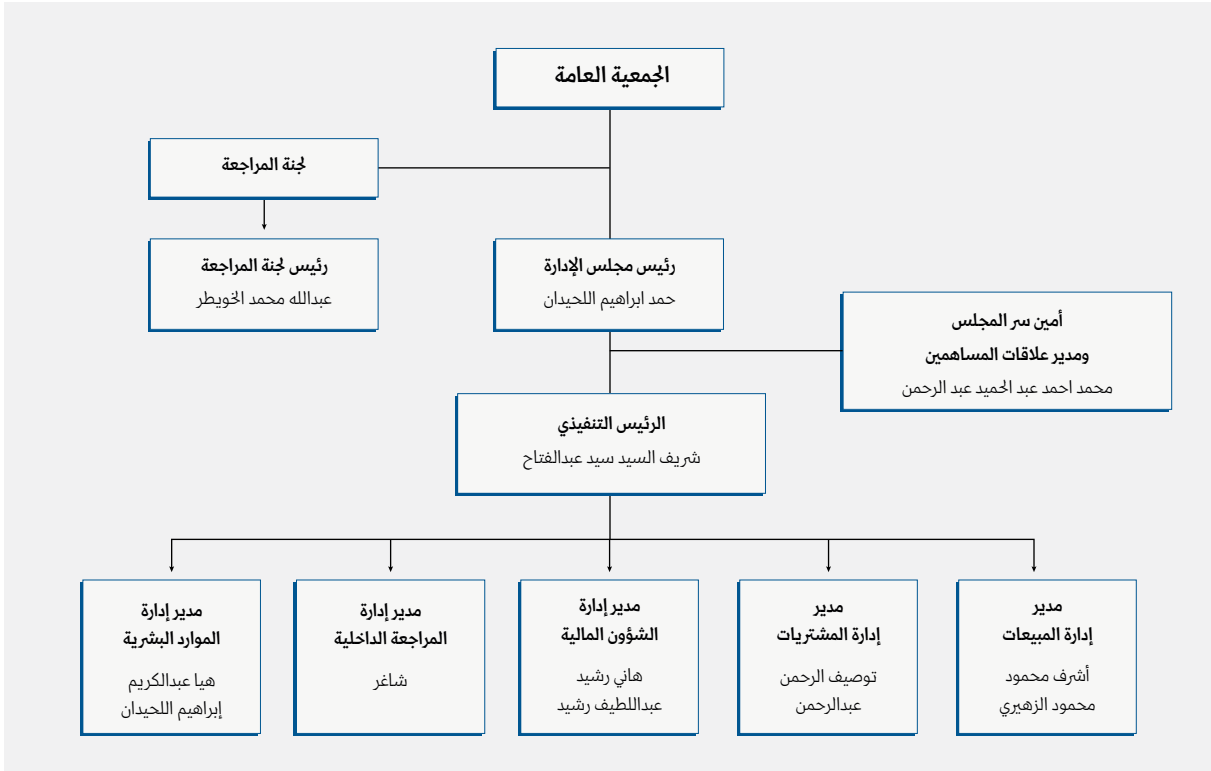 الجمعية العامة
لجنة المراجعة
رئيس مجلس الإدارة
حمد ابراهيم اللحيدان
رئيس لجنة المراجعة
عبدالله محمد الخويطر
أمين سر المجلس
ومدير علاقات المساهمين
محمد احمد عبد الحميد عبد الرحمن
الرئيس التنفيذي
شريف السيد سيد عبدالفتاح
مدير
إدارة المبيعات
أشرف محمود
محمود الزهيري
مدير
إدارة المشتريات
توصيف الرحمن
عبدالرحمن
مدير إدارة
الشؤون المالية
هاني رشيد
عبداللطيف رشيد
مدير إدارة
المراجعة الداخلية
شاغر
مدير إدارة
الموارد البشرية
هيا عبدالكريم
إبراهيم اللحيدان